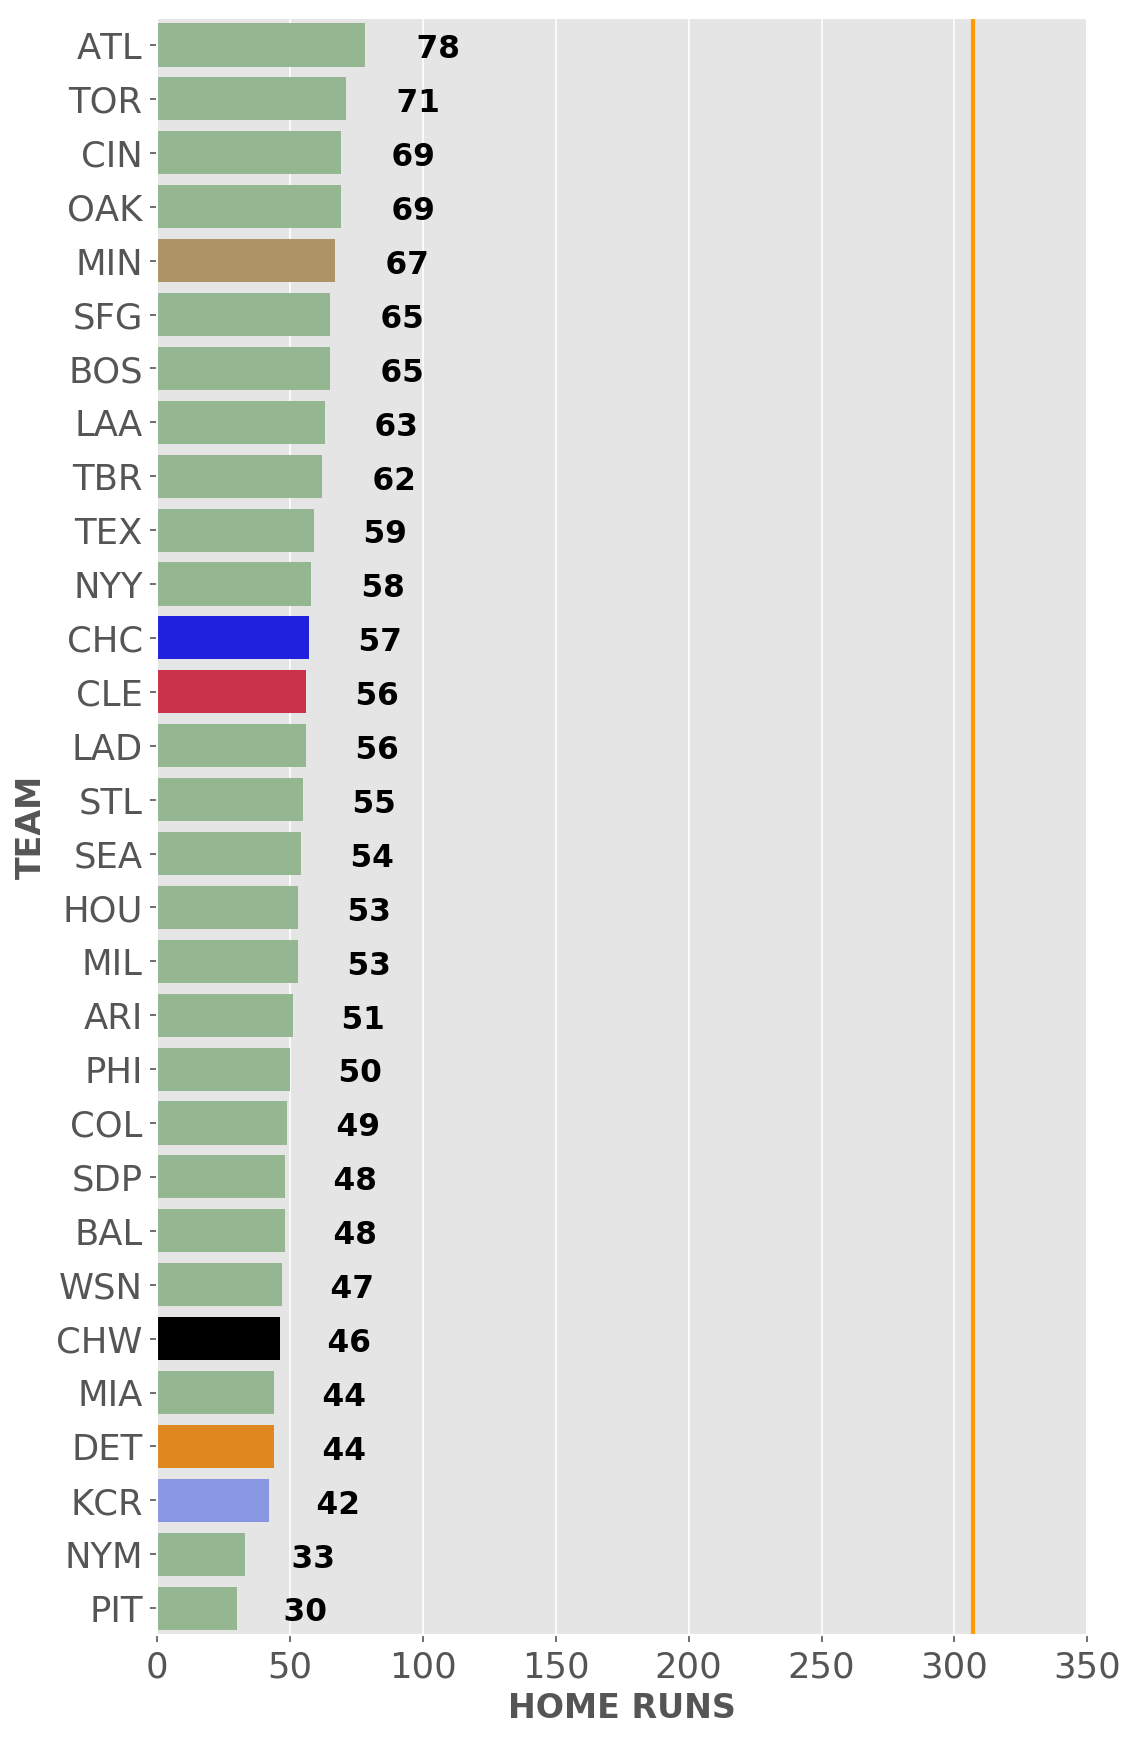 ATL 78
TOR 71
CIN 69
OAK 69
MIN 67
SFG 65
BOS 65
LAA 63
TBR 62
TEX 59
NYY 58
CHC 57
CLE 56
LAD 56
STL 55
SEA 54
HOU 53
MIL 53
ARI 51
PHI 50
COL 49
SDP 48
BAL 48
WSN 47
CHW 46
MIA 44
DET 44
KCR 42
NYM 33
PIT 30
TEAM
0 50 100 150 200 250 300 350
HOME RUNS